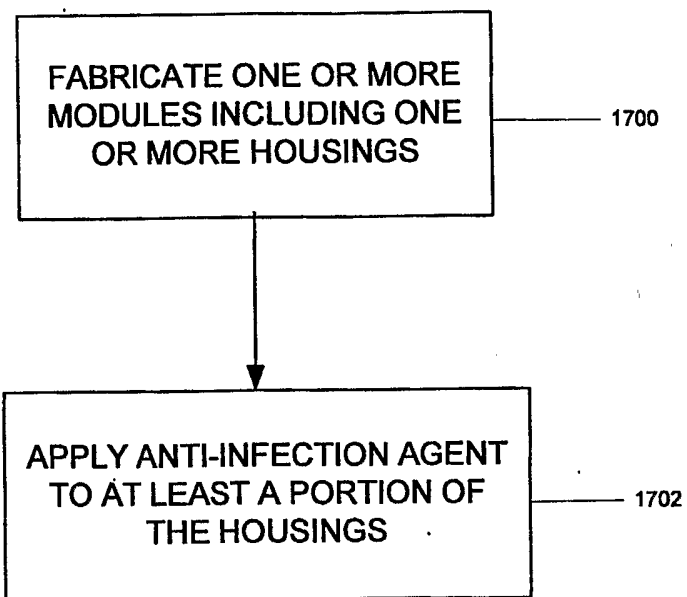 FABRICATE ONE OR MORE
MODULES INCLUDING ONE
OR MORE HOUSINGS
1700
APPLY ANTI-INFECTION AGENT
TO AT LEAST A PORTION OF
THE HOUSINGS
1702